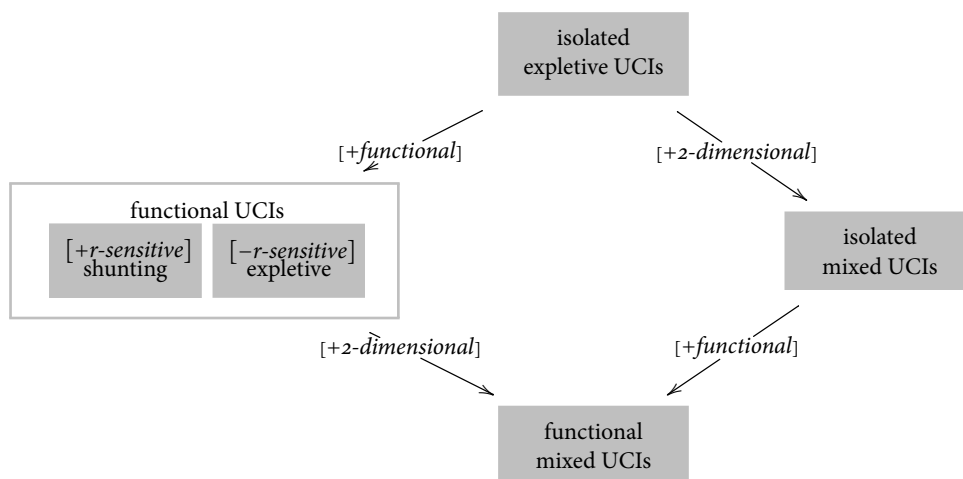 isolated
expletive UCIs
[+functional]
[+2-dimensional]
functional UCIs
[+r-sensitive]
shunting
[−r-sensitive]
expletive
isolated
mixed UCIs
[+2-dimensional]
[+functional]
functional
mixed UCIs